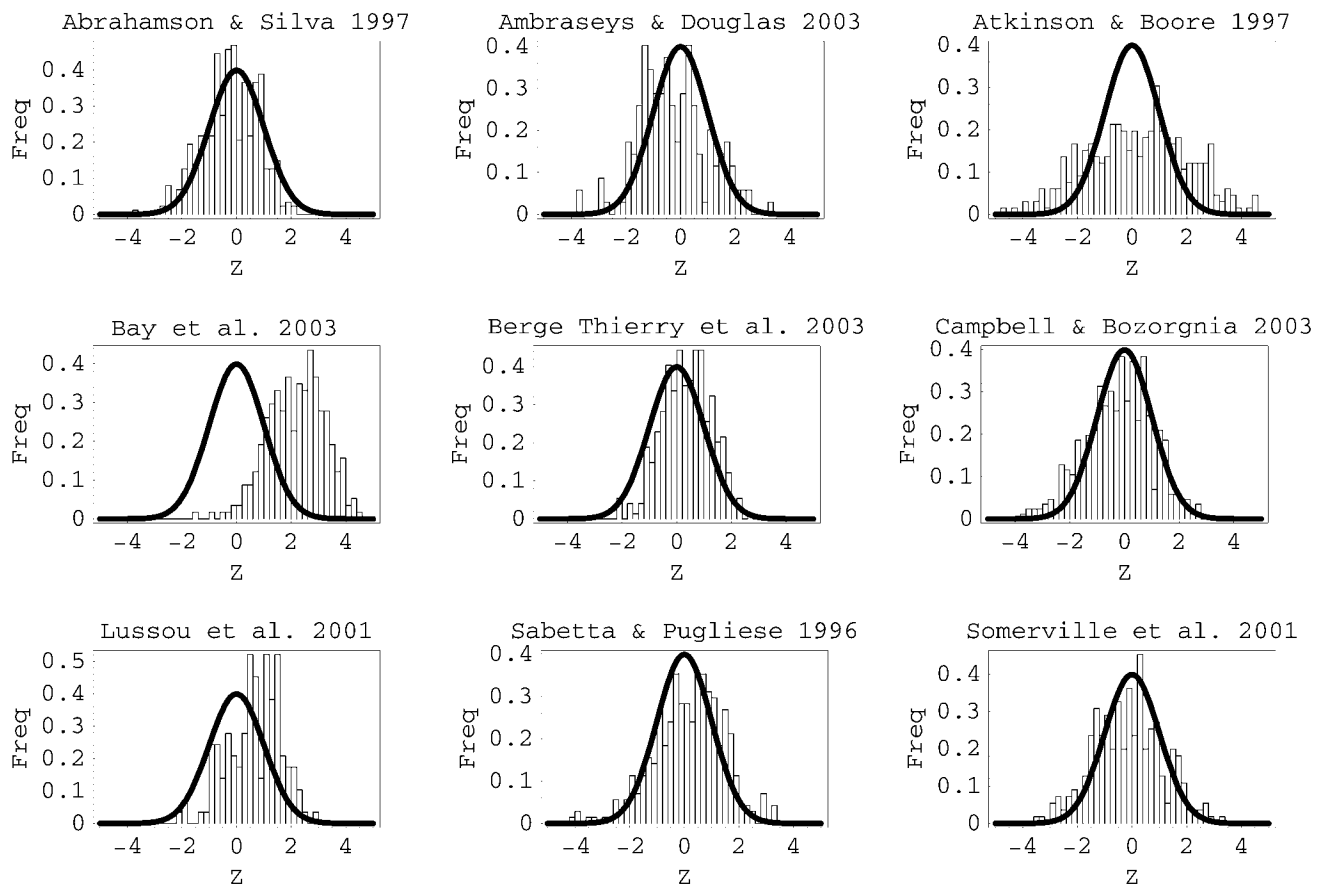 Abrahamson & Silva 1997
Freq
0.4
0.3
0.2
0.1
0
-4 -2 0 2 4
Z
Ambraseys & Douglas 2003
Freq
0.4
0.3
0.2
0.1
0
-4 -2 0 2 4
Z
Atkinson & Boore 1997
Freq
0.4
0.3
0.2
0.1
0
-4 -2 0 2 4
Z
Bay et al. 2003
Freq
0.4
0.3
0.2
0.1
0
-4 -2 0 2 4
Z
Berge Thierry et al. 2003
Freq
0.4
0.3
0.2
0.1
0
-4 -2 0 2 4
Z
Campbell & Bozorgnia 2003
Freq
0.4
0.3
0.2
0.1
0
-4 -2 0 2 4
Z
Lussou et al. 2001
Freq
0.5
0.4
0.3
0.2
0.1
0
-4 -2 0 2 4
Z
Sabetta & Pugliese 1996
Freq
0.4
0.3
0.2
0.1
0
-4 -2 0 2 4
Z
Somerville et al. 2001
Freq
0.4
0.3
0.2
0.1
0
-4 -2 0 2 4
Z